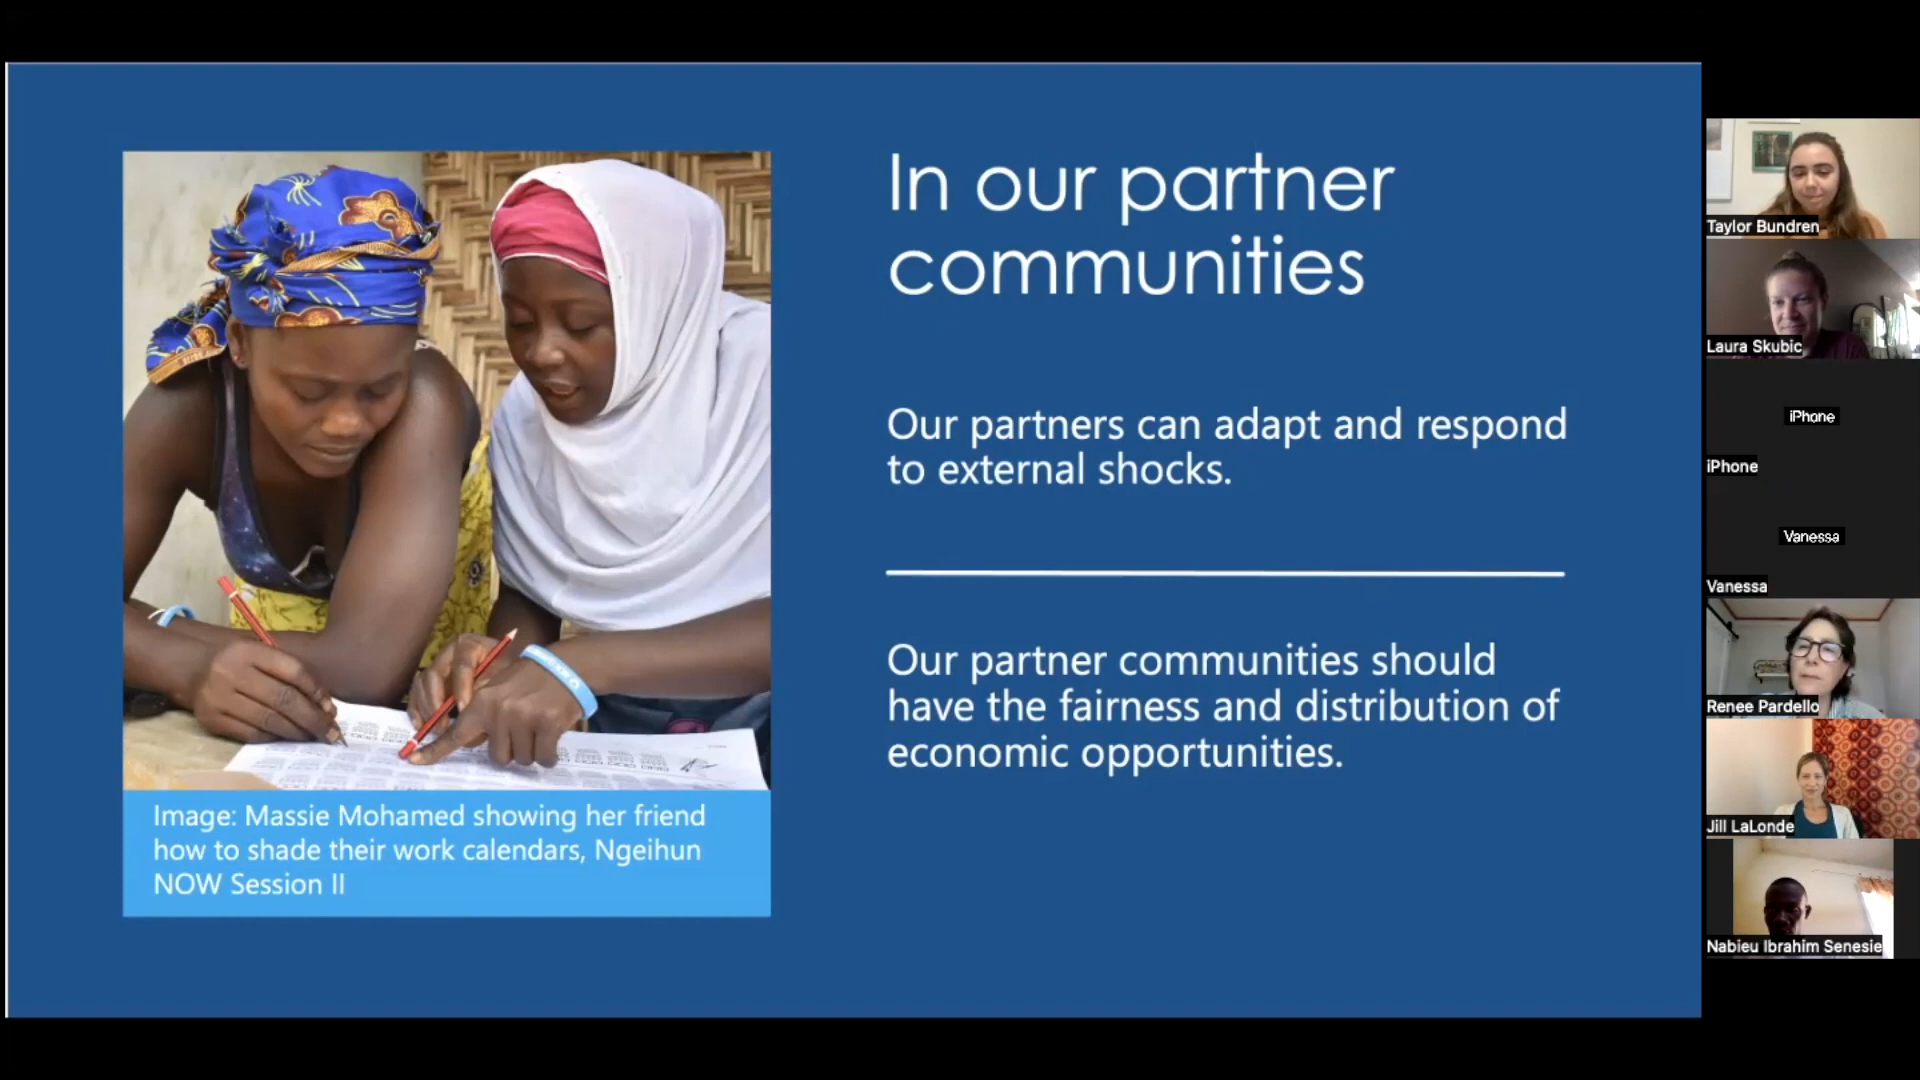 In our partner
communities
Our partners can adapt and respond
to external shocks.
Our partner communities should
have the fairness and distribution of
economic opportunities.
Image: Massie Mohamed showing her friend
how to shade their work calendars, Ngeihun
NOW Session II
Taylor Bundren
Laura Skubic
iPhone
iPhone
Vanessa
Vanessa
Renee Pardello
Jill LaLonde
Nabieu Ibrahim Senesie